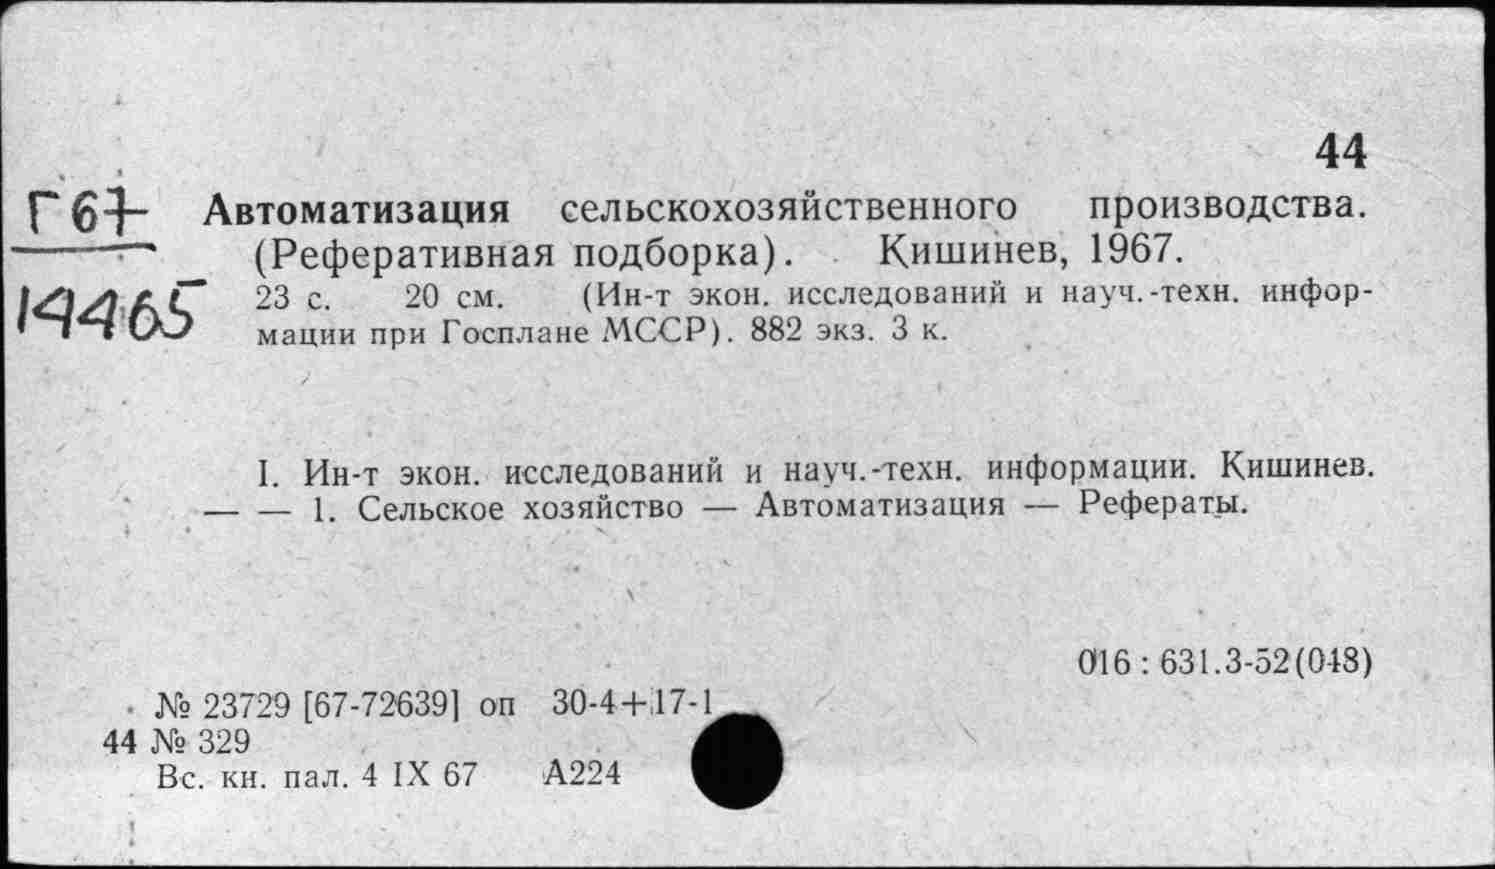 44
Г 67
14465
Автоматизация сельскохозяйственного производства.
(Реферативная подборка). Кишинев, 1967.
23 с. 20 см. (Ин-т экон. исследований и науч.-техн. инфор-
мации при Госплане МССР). 882 экз. 3 к.
I. Ин-т экон. исследований и науч.-техн. информации. Кишинев.
— — 1. Сельское хозяйство — Автоматизация — Рефераты.
016 : 631.3-52(048)
№ 23729 [67-72639] оп 30-4+17-1
44 № 329
Вс. кн. пал. 4 IX 67 А224